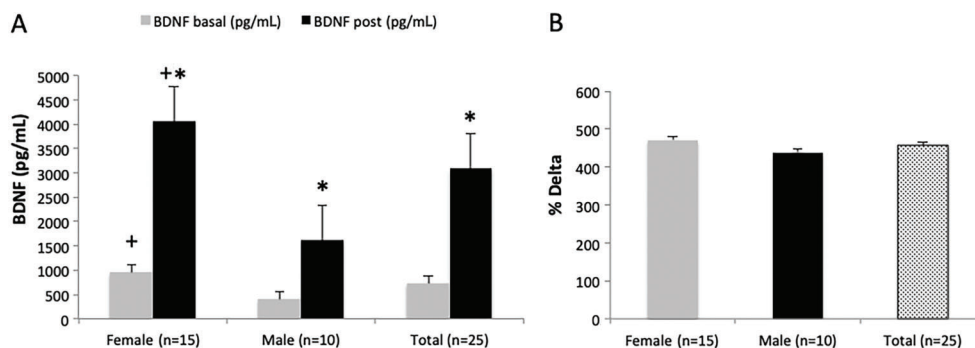 A
BDNF basal (pg/mL) BDNF post (pg/mL)
BDNF (pg/mL)
5000
4500
4000
3500
3000
2500
2000
1500
1000
500
0
+ +* * *
Female (n=15) Male (n=10) Total (n=25)
B
% Delta
600
500
400
300
200
100
0
Female (n=15) Male (n=10) Total (n=25)